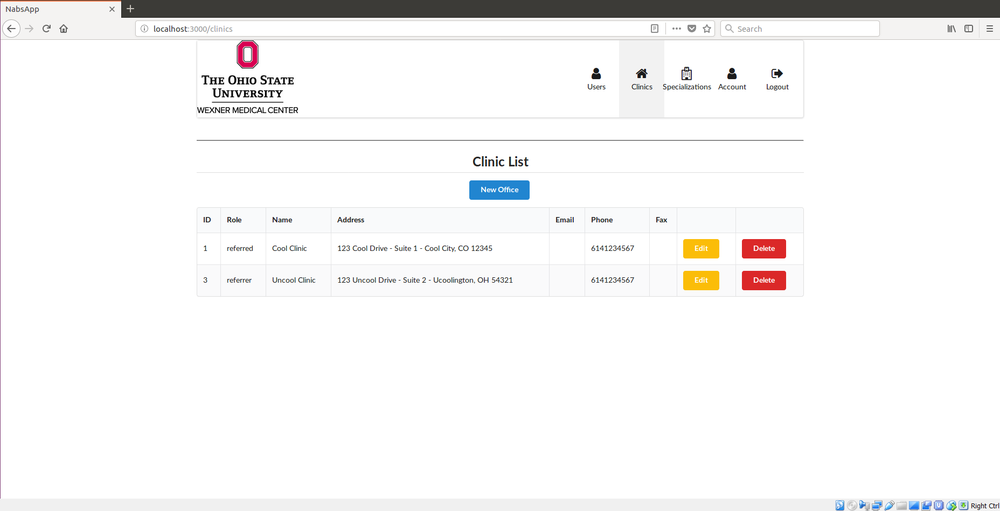 NabsApp
localhost:3000/clinics
Search
THE OHIO STATE
UNIVERSITY
WEXNER MEDICAL CENTER
Users
Clinics
Specializations
Account
Logout
Clinic List
New Office
ID Role Name Address Email Phone Fax
1 referred Cool Clinic 123 Cool Drive - Suite 1 - Cool City, CO 12345 6141234567 Edit Delete
3 referrer Uncool Clinic 123 Uncool Drive - Suite 2 - Ucoolington, OH 54321 6141234567 Edit Delete
Right Ctrl